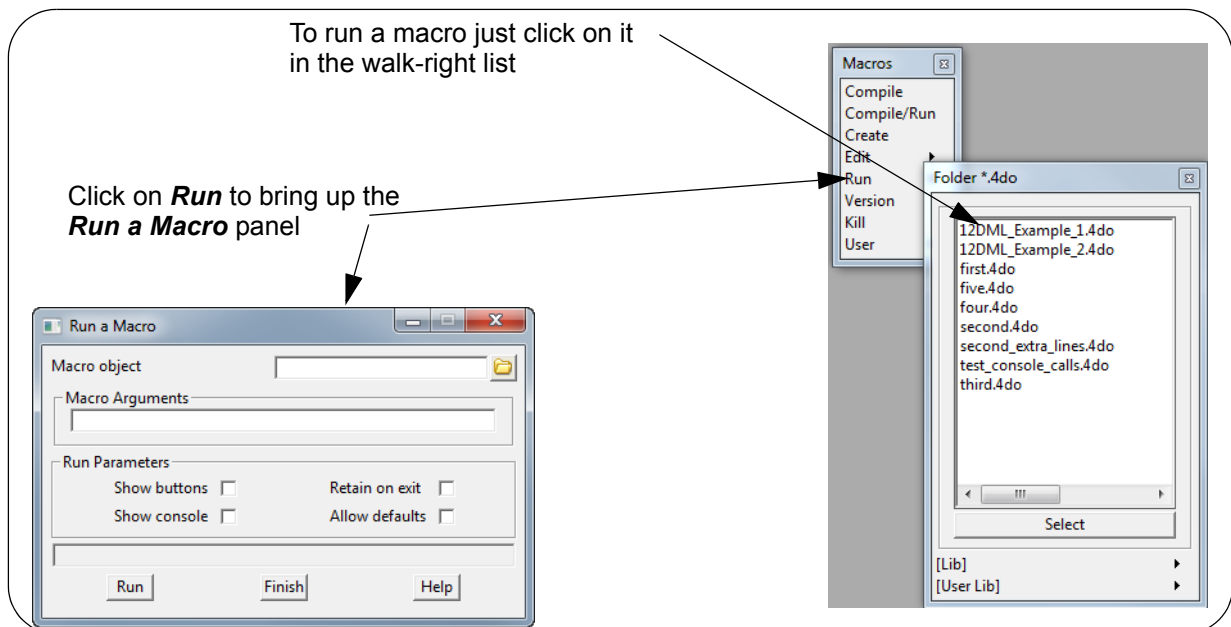 To run a macro just click on it
in the walk-right list
Click on Run to bring up the
Run a Macro panel
Macros
Compile
Compile/Run
Create
Edit
Run
Version
Kill
User
Folder *.4do
12DML_Example_1.4do
12DML_Example_2.4do
first.4do
five.4do
four.4do
second.4do
second_extra_lines.4do
test_console_calls.4do
third.4do
Select
[Lib]
[User Lib]
Run a Macro
Macro object
Macro Arguments
Run Parameters
Show buttons Retain on exit
Show console Allow defaults
Run Finish Help